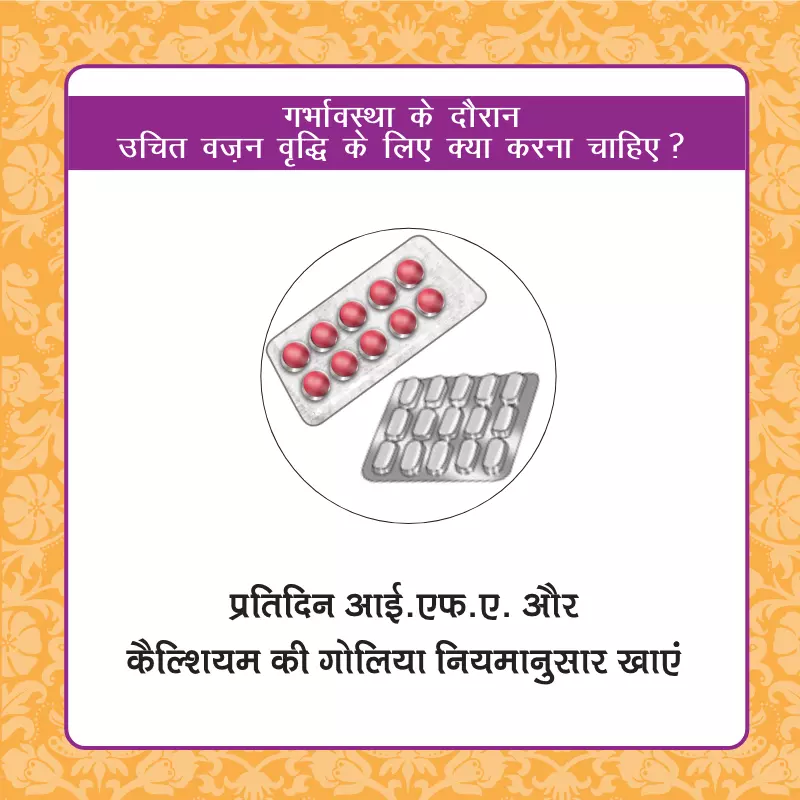 गर्भावस्था के दौरान
उचित वज़न वृद्धि के लिए क्या करना चाहिए ?
प्रतिदिन आई.एफ.ए. और
कैल्शियम की गोलिया नियमानुसार खाएं